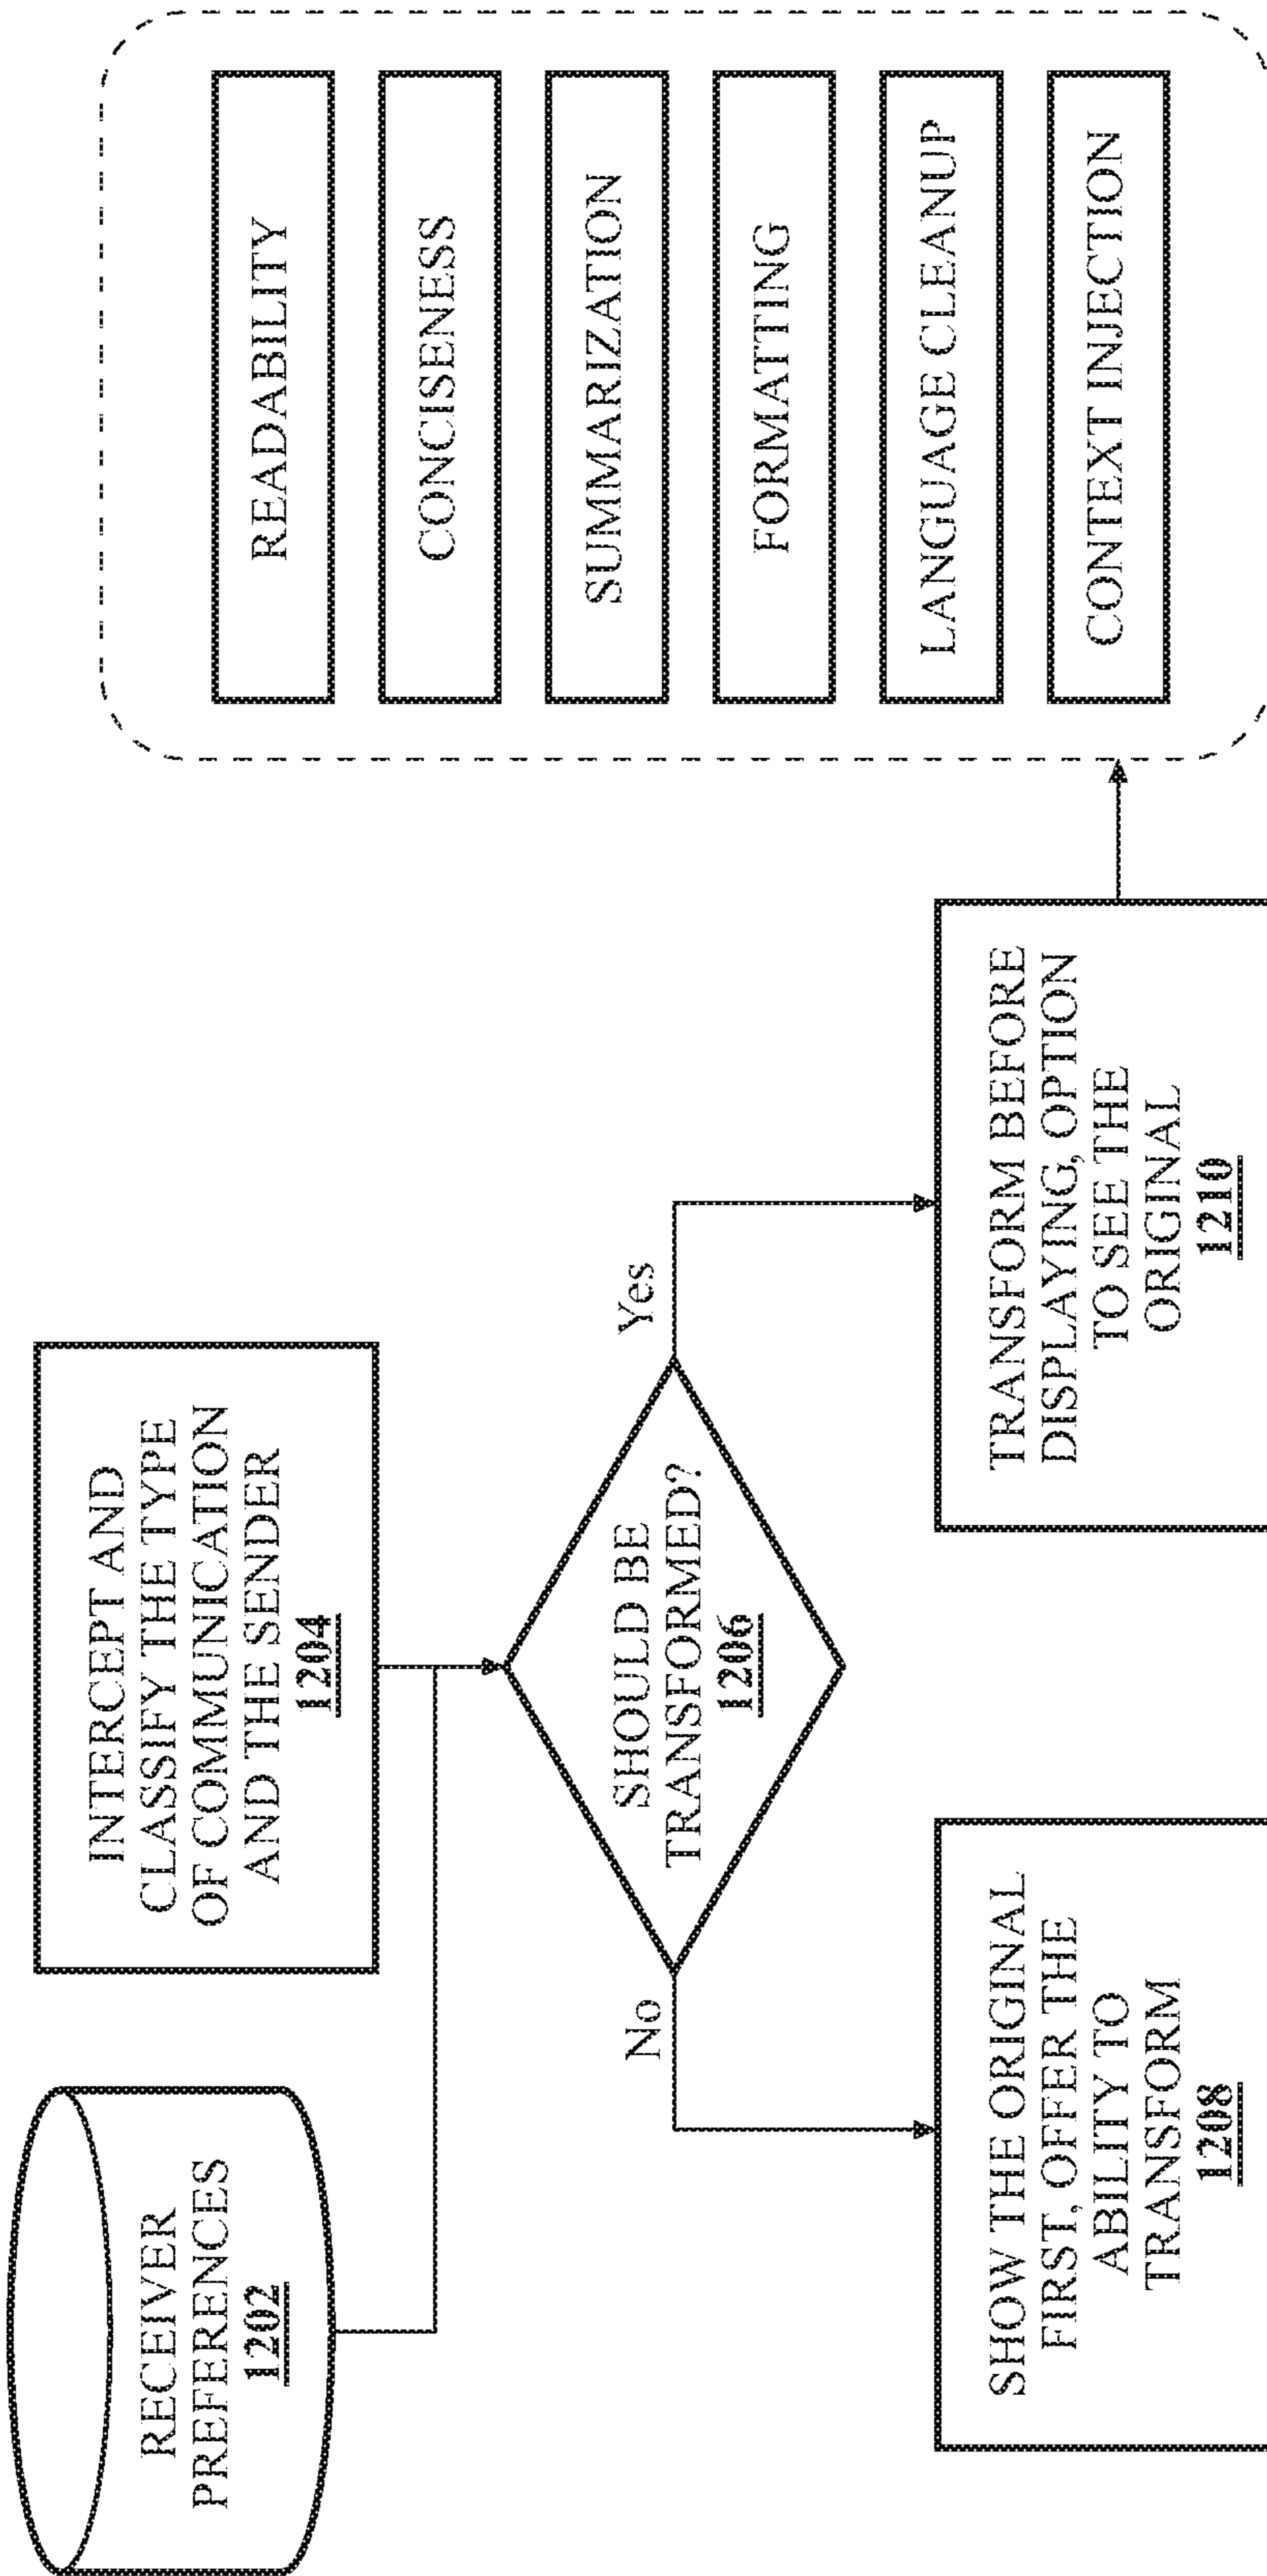 RECEIVER
PREFERENCES
1202
INTERCEPT AND
CLASSIFY THE TYPE
OF COMMUNICATION
AND THE SENDER
1204
SHOULD BE
TRANSFORMED?
1206
No
Yes
SHOW THE ORIGINAL
FIRST, OFFER THE
ABILITY TO
TRANSFORM
1208
TRANSFORM BEFORE
DISPLAYING, OPTION
TO SEE THE
ORIGINAL
1210
READABILITY
CONCISENESS
SUMMARIZATION
FORMATTING
LANGUAGE CLEANUP
CONTEXT INJECTION